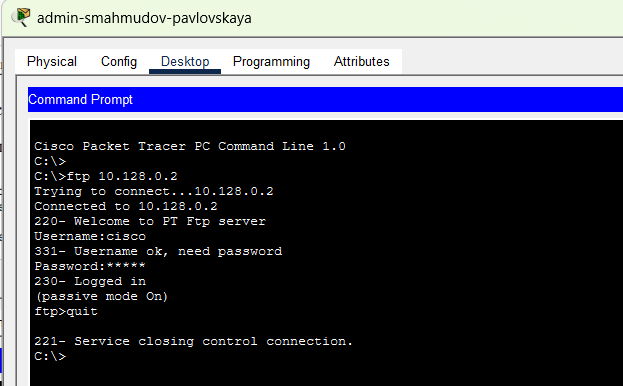 admin-smahmudov-pavlovskaya
Physical Config Desktop Programming Attributes
Command Prompt
Cisco Packet Tracer PC Command Line 1.0
C:\>
C:\>ftp 10.128.0.2
Trying to connect...10.128.0.2
Connected to 10.128.0.2
220- Welcome to PT Ftp server
Username:cisco
331- Username ok, need password
Password:*****
230- Logged in
(passive mode On)
ftp>quit
221- Service closing control connection.
C:\>